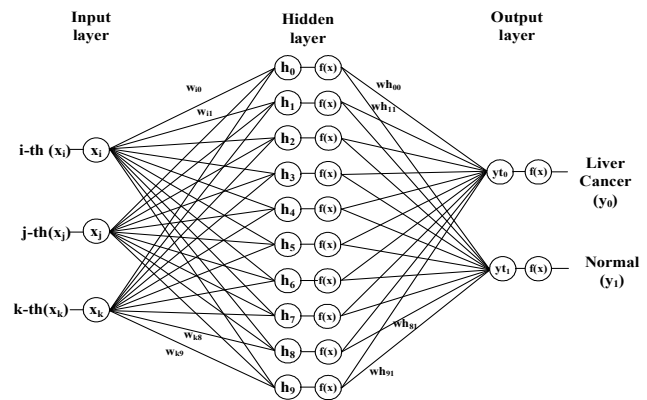 Input layer
Hidden layer
Output layer
h₀ f(x)
wᵢ₀
wh₀₀
h₁ f(x)
wᵢ₁
wh₁₁
h₂ f(x)
i-th (xᵢ) xᵢ
h₃ f(x)
yt₀ f(x)
Liver Cancer (y₀)
h₄ f(x)
j-th(xⱼ) xⱼ
h₅ f(x)
yt₁ f(x)
Normal (y₁)
h₆ f(x)
k-th(xₖ) xₖ
h₇ f(x)
wₖ₈
wh₈₁
h₈ f(x)
wₖ₉
wh₉₁
h₉ f(x)